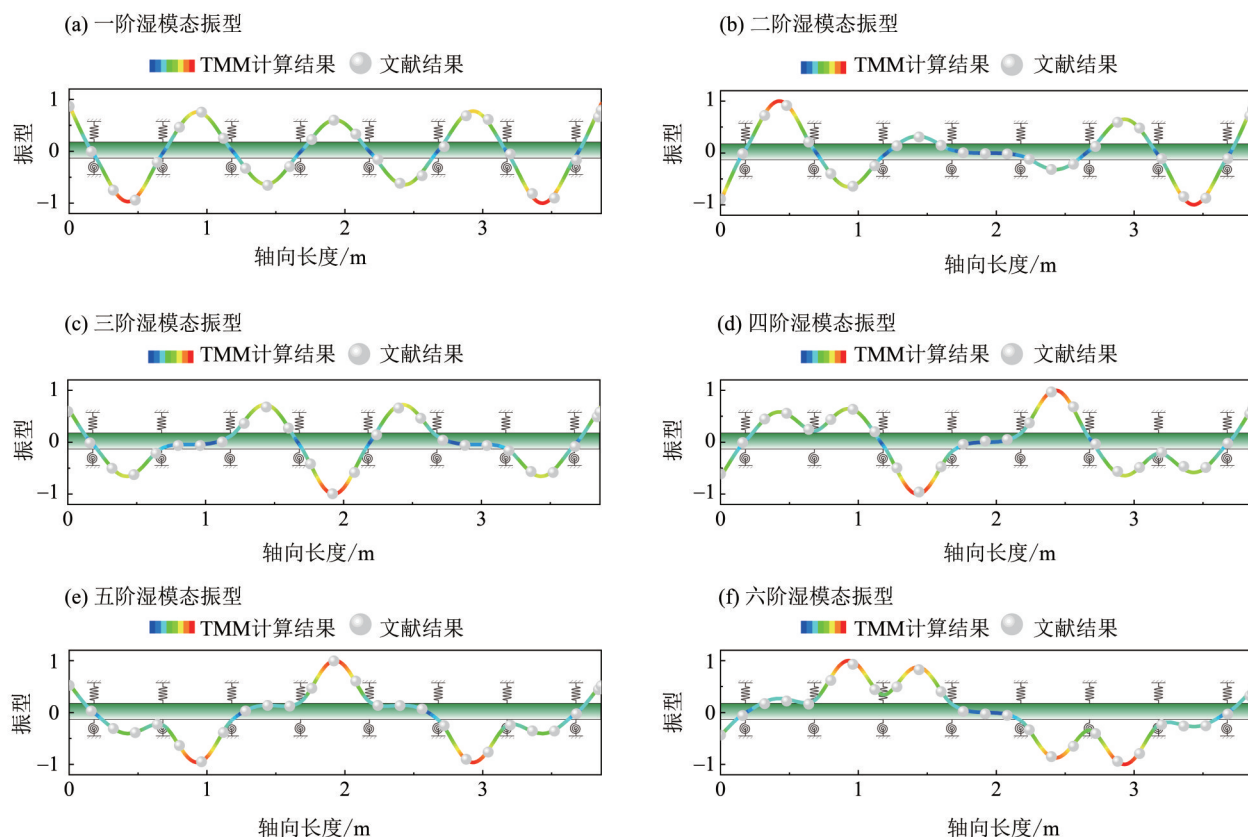 (a) 一阶湿模态振型
TMM计算结果 文献结果
1
0
−1
振型
0 1 2 3
轴向长度/m
(b) 二阶湿模态振型
TMM计算结果 文献结果
1
0
−1
振型
0 1 2 3
轴向长度/m
(c) 三阶湿模态振型
TMM计算结果 文献结果
1
0
−1
振型
0 1 2 3
轴向长度/m
(d) 四阶湿模态振型
TMM计算结果 文献结果
1
0
−1
振型
0 1 2 3
轴向长度/m
(e) 五阶湿模态振型
TMM计算结果 文献结果
1
0
−1
振型
0 1 2 3
轴向长度/m
(f) 六阶湿模态振型
TMM计算结果 文献结果
1
0
−1
振型
0 1 2 3
轴向长度/m